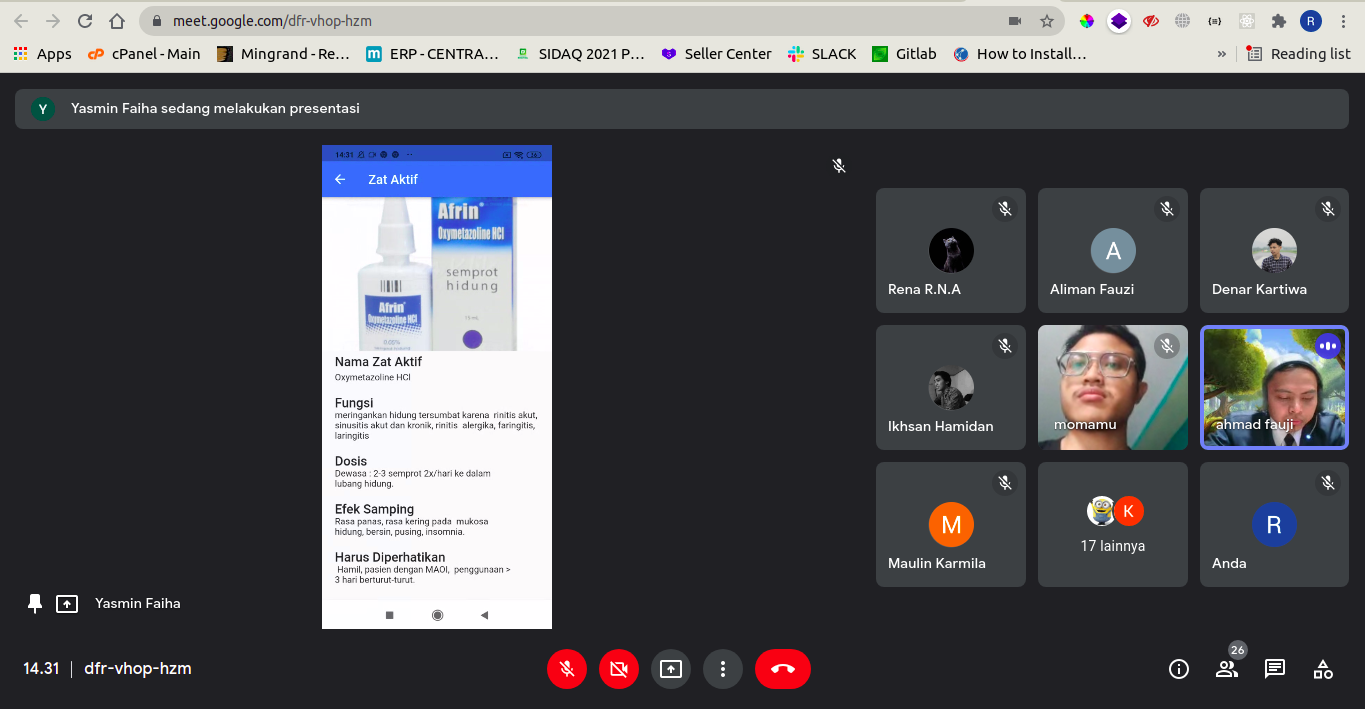 meet.google.com/dfr-vhop-hzm
R
Apps
cPanel - Main
Mingrand - Re...
ERP - CENTRA...
SIDAQ 2021 P...
Seller Center
SLACK
Gitlab
How to Install...
»
Reading list
Y
Yasmin Faiha sedang melakukan presentasi
14:31
Zat Aktif
Afrin
Oxymetazoline HCl
semprot
hidung
Afrin
Oxymetazoline HCl
0.05%
Nama Zat Aktif
Oxymetazoline HCl
Fungsi
meringankan hidung tersumbat karena rinitis akut,
sinusitis akut dan kronik, rinitis alergika, faringitis,
laringitis
Dosis
Dewasa : 2-3 semprot 2x/hari ke dalam
lubang hidung.
Efek Samping
Rasa panas, rasa kering pada mukosa
hidung, bersin, pusing, insomnia.
Harus Diperhatikan
Hamil, pasien dengan MAOI, penggunaan >
3 hari berturut-turut.
Yasmin Faiha
Rena R.N.A
A
Aliman Fauzi
Denar Kartiwa
Ikhsan Hamidan
momamu
ahmad fauji
M
Maulin Karmila
K
17 lainnya
R
Anda
14.31 | dfr-vhop-hzm
26